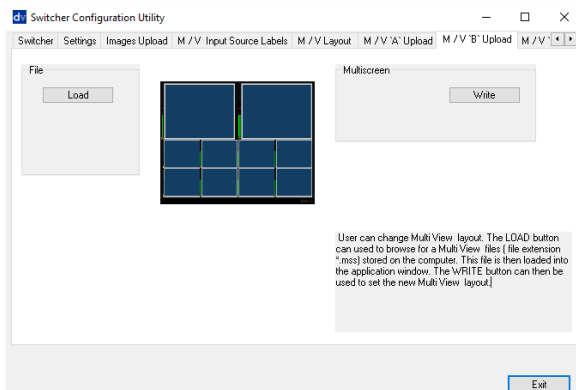 dv Switcher Configuration Utility
Switcher Settings Images Upload M / V Input Source Labels M / V Layout M / V `A` Upload M / V `B` Upload M / V `
File
Load
Multiscreen
Write
User can change Multi View layout. The LOAD button
can used to browse for a Multi View files ( file extension
*.mss) stored on the computer. This file is then loaded into
the application window. The WRITE button can then be
used to set the new Multi View layout.
Exit